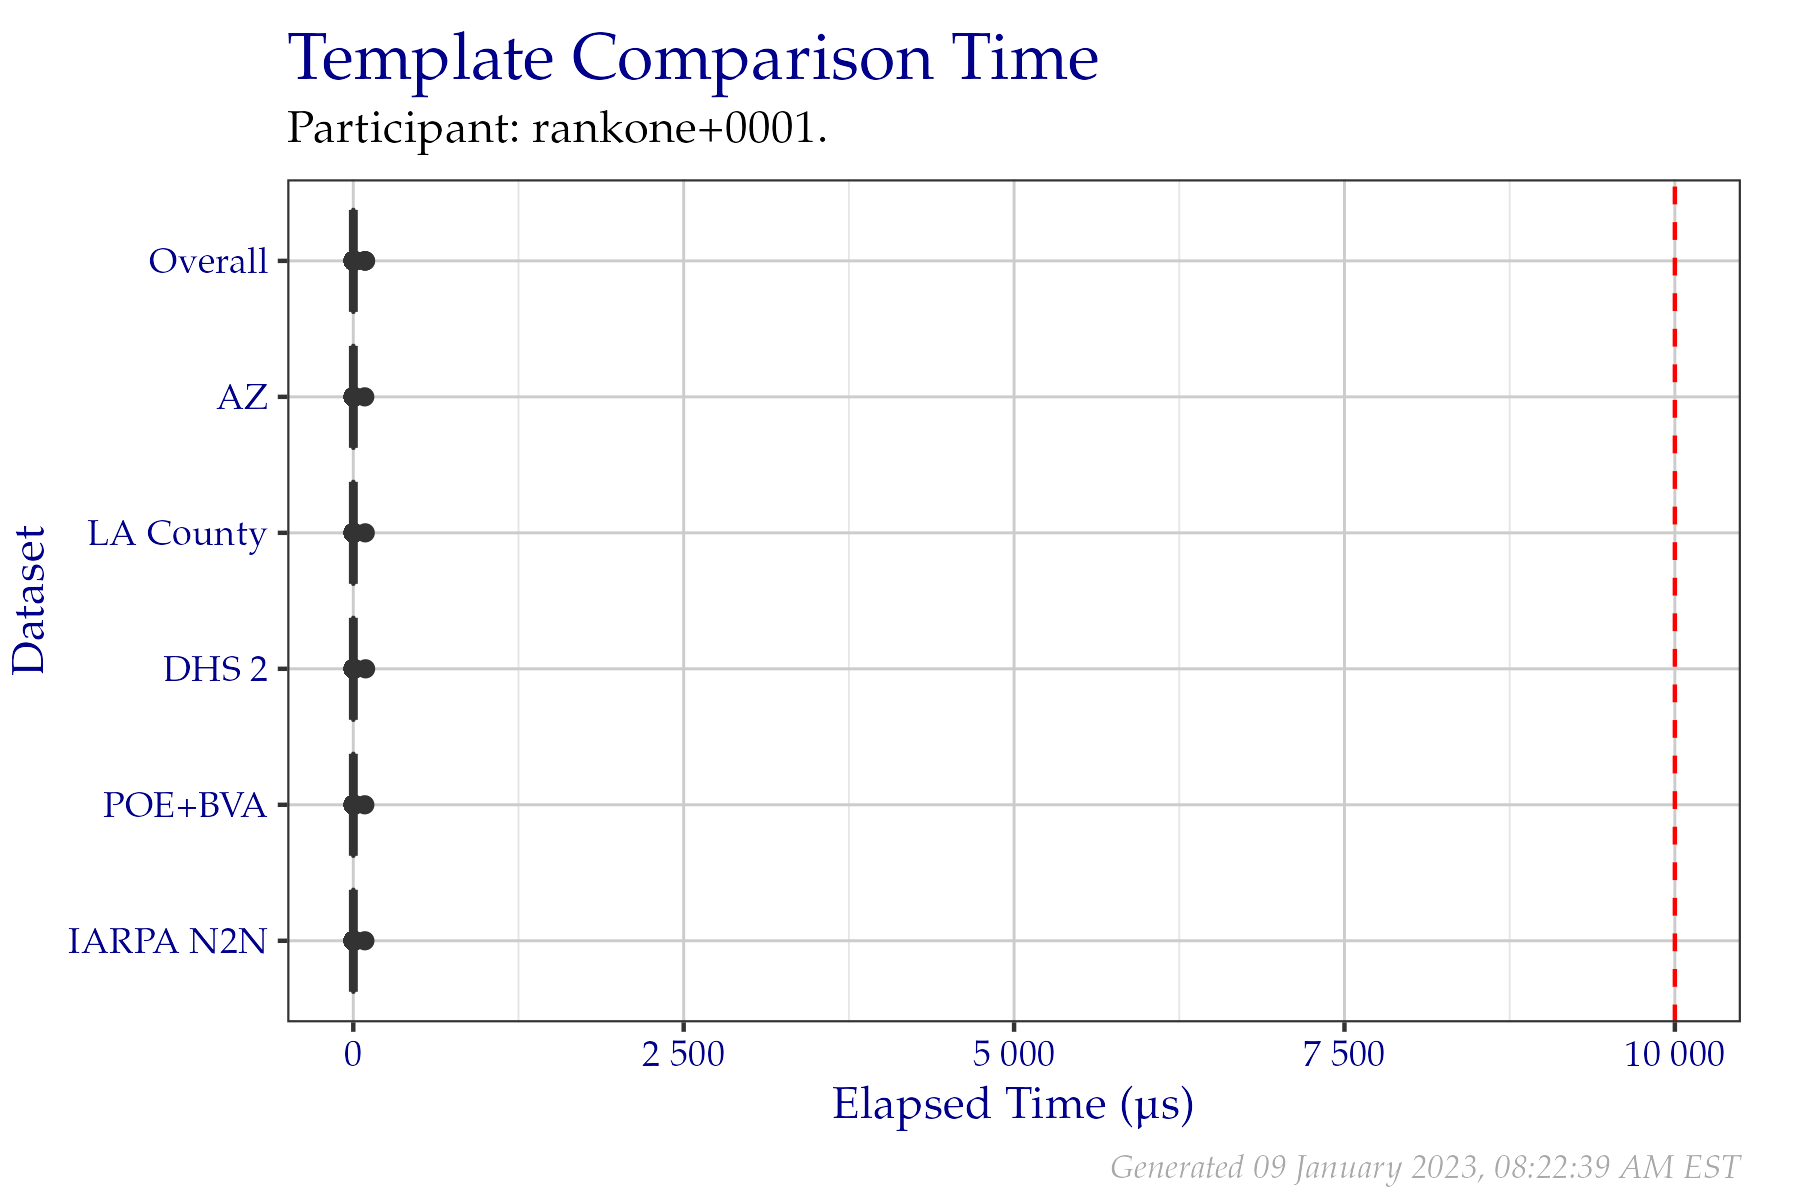 Template Comparison Time
Participant: rankone+0001.
Dataset
Overall
AZ
LA County
DHS 2
POE+BVA
IARPA N2N
0 2 500 5 000 7 500 10 000
Elapsed Time (µs)
Generated 09 January 2023, 08:22:39 AM EST